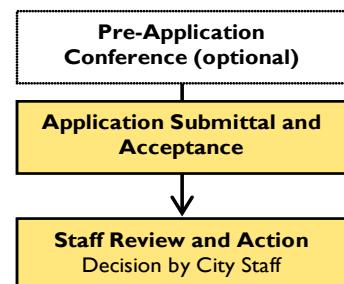 Pre-Application
Conference (optional)
Application Submittal and
Acceptance
Staff Review and Action
Decision by City Staff